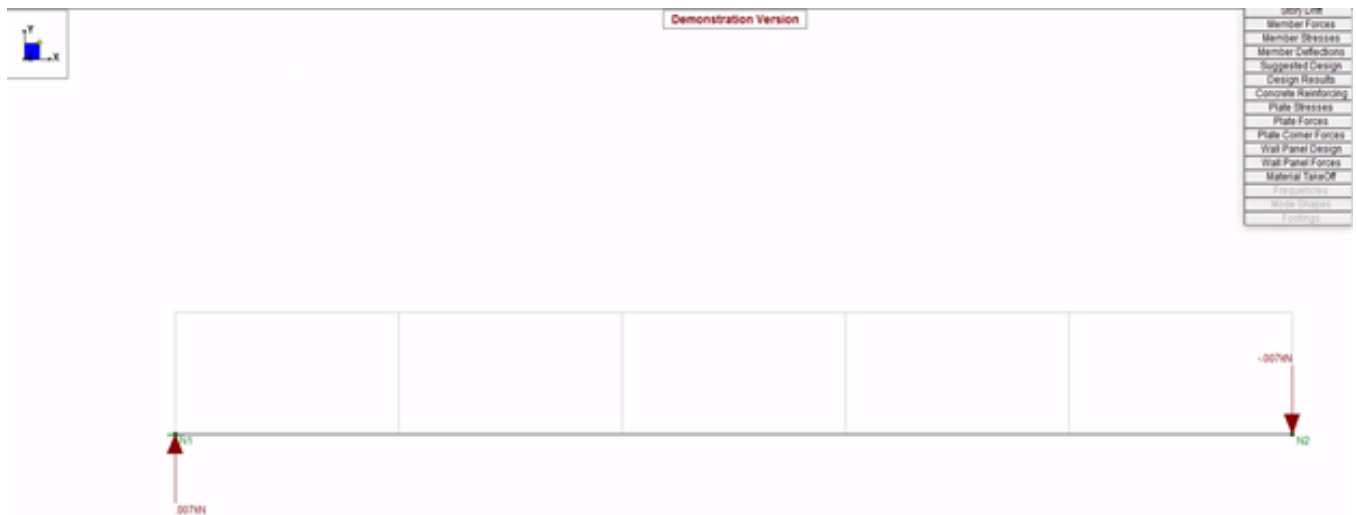 Y
X
Demonstration Version
Story Drift
Member Forces
Member Stresses
Member Deflections
Suggested Design
Design Results
Concrete Reinforcing
Plate Stresses
Plate Forces
Plate Corner Forces
Wall Panel Design
Wall Panel Forces
Material TakeOff
Frequencies
Mode Shapes
Footings
-.007kN
N1
N2
.007kN